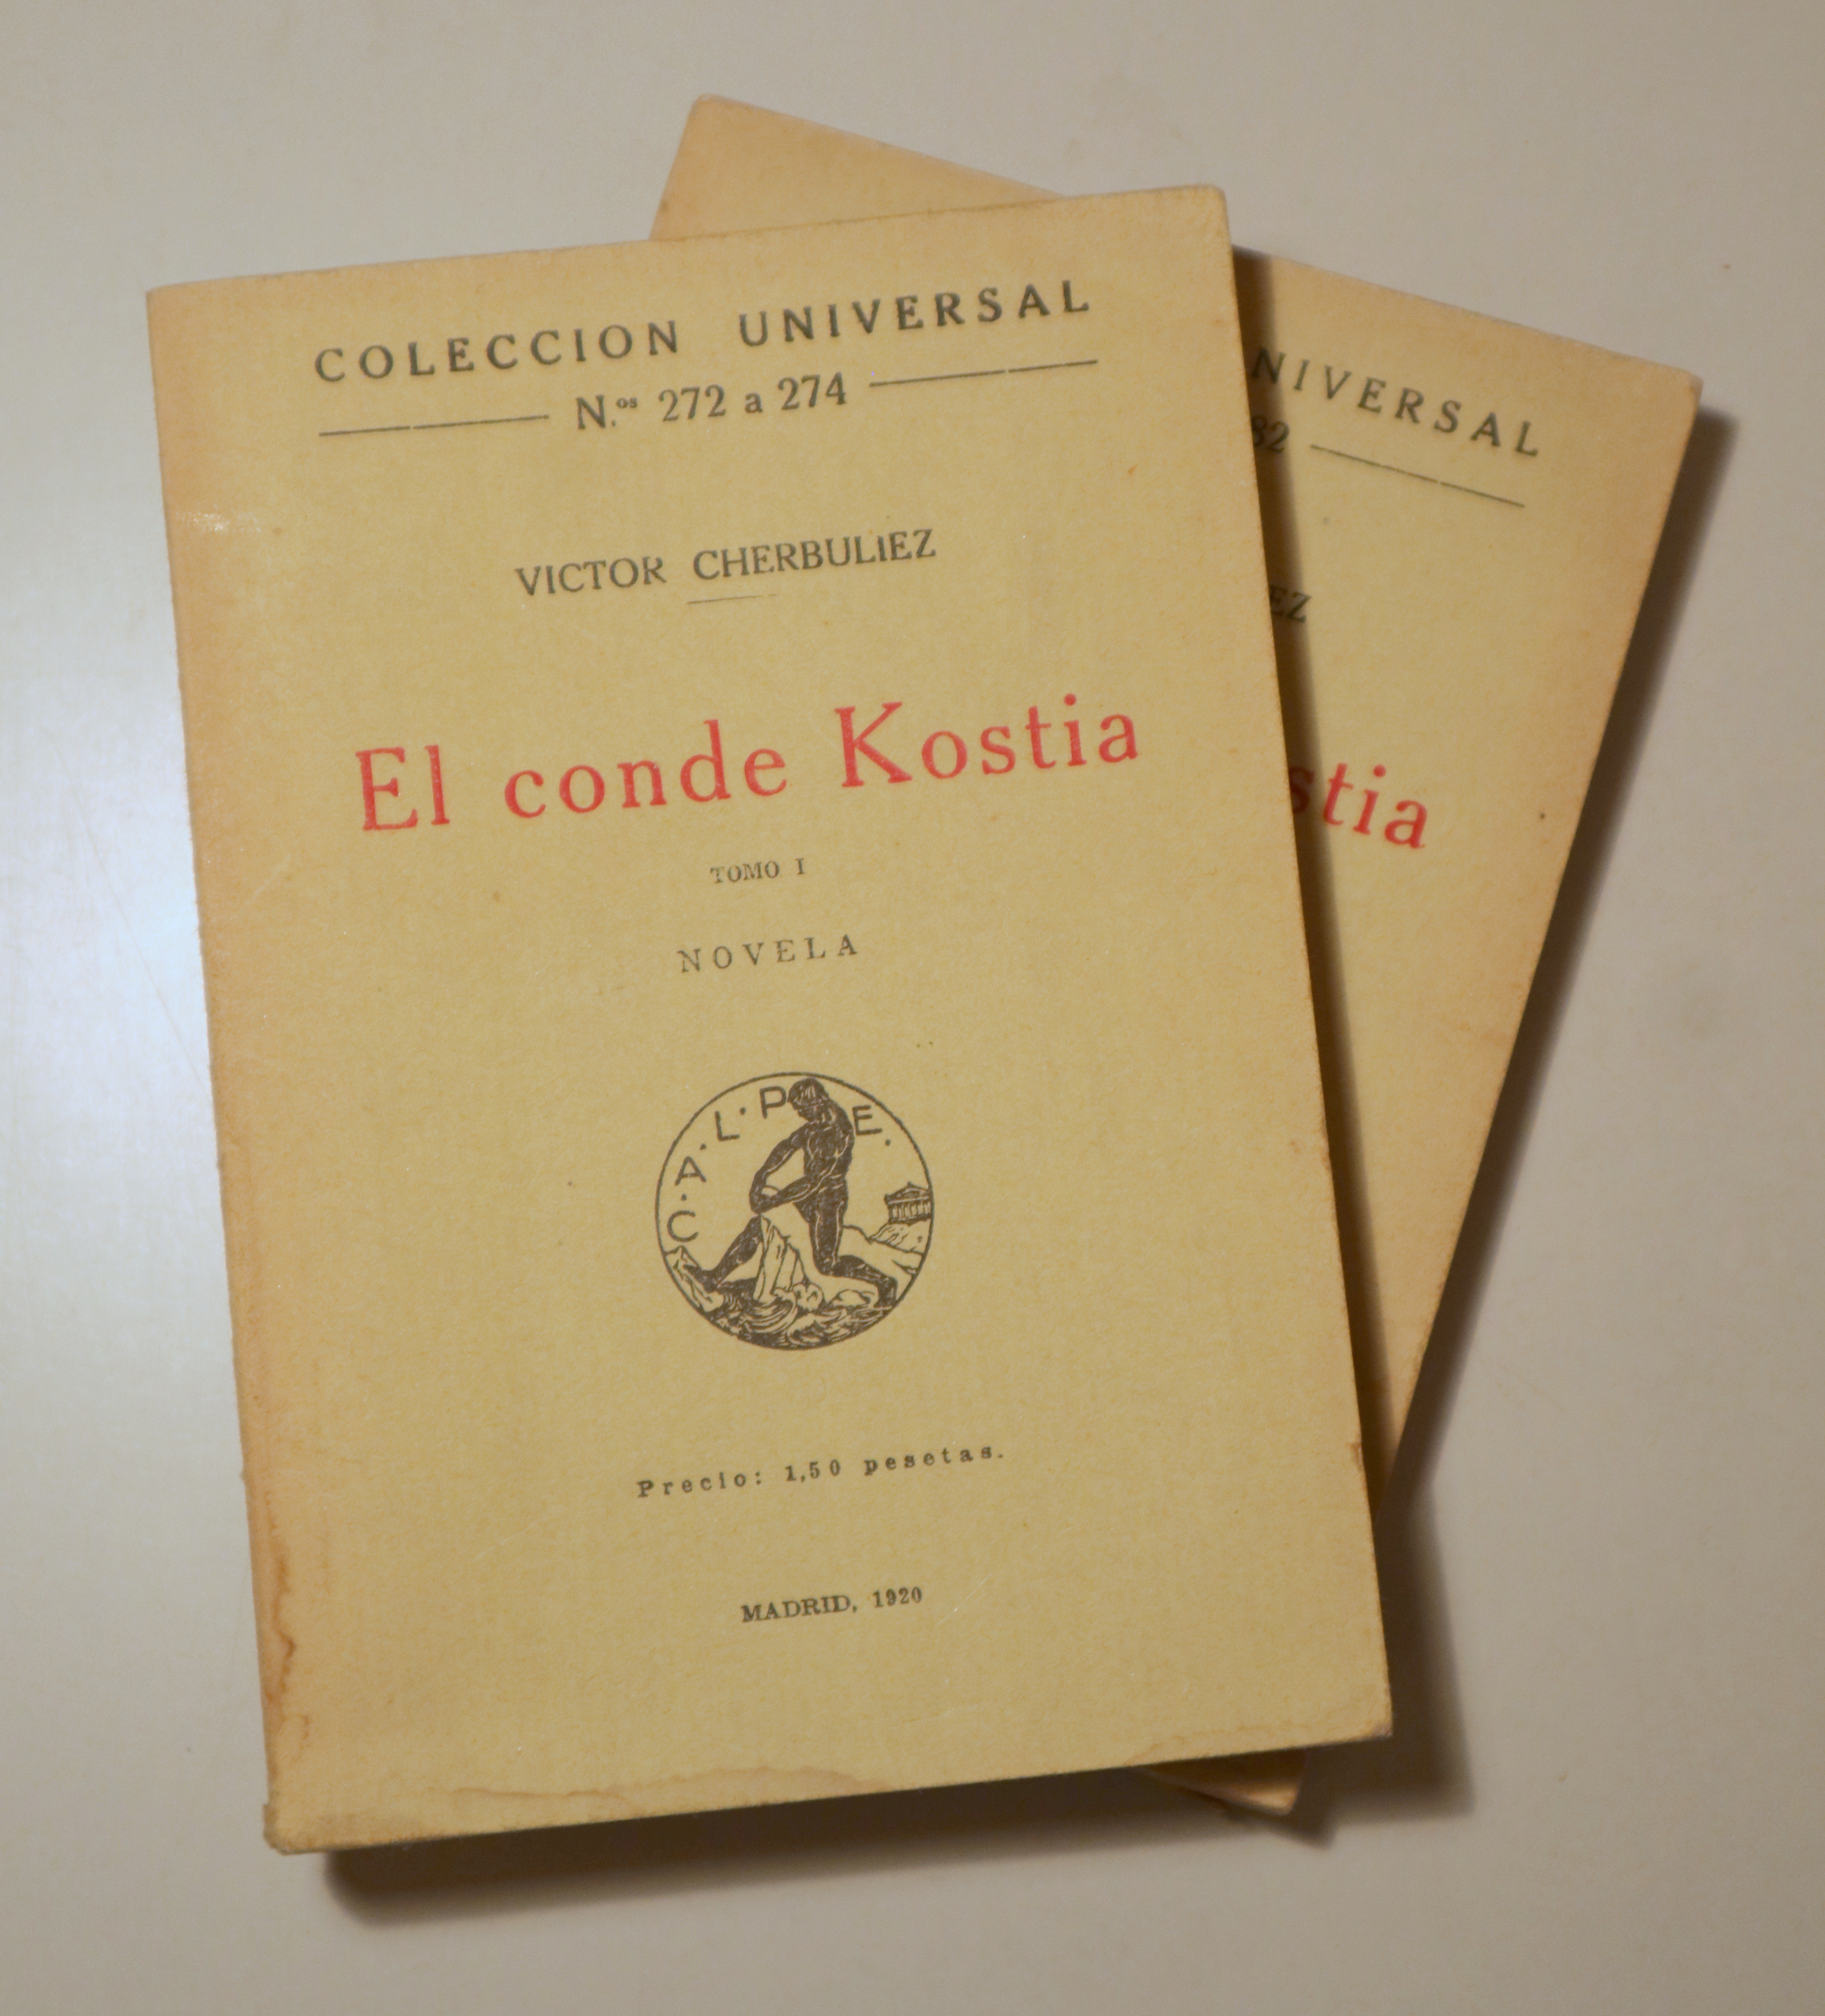 COLECCION UNIVERSAL
N.os 272 a 274
VICTOR CHERBULIEZ
El conde Kostia
TOMO I
NOVELA
C.A.L.P.E.
Precio: 1,50 pesetas.
MADRID, 1920
NIVERSAL
82
EZ
stia